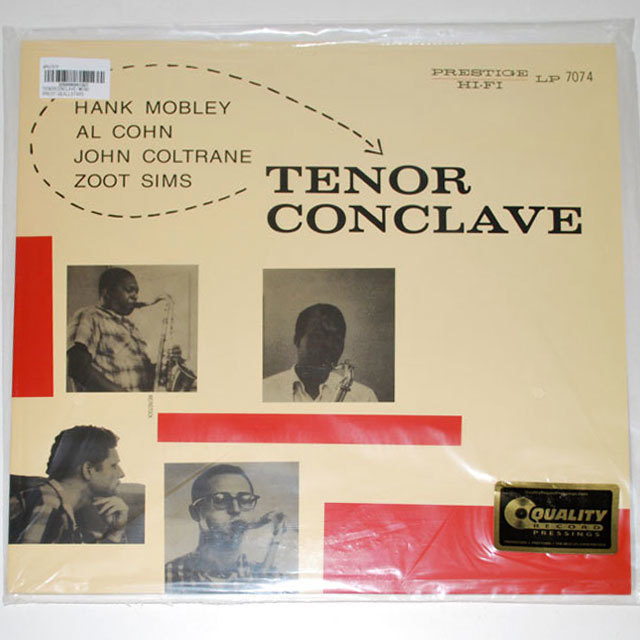 PRESTIGE
HI-FI
LP 7074
HANK MOBLEY
AL COHN
JOHN COLTRANE
ZOOT SIMS
TENOR
CONCLAVE
QUALITY
RECORD
PRESSINGS